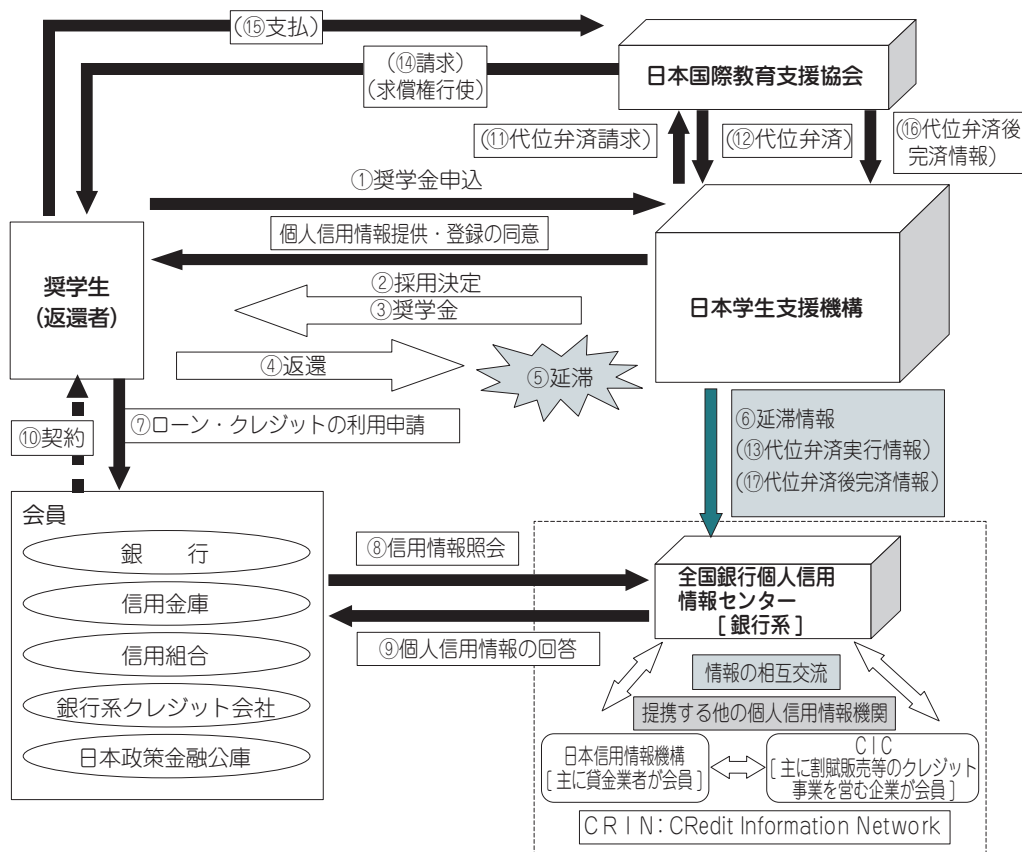 (⑮支払)
(⑭請求)
(求償権行使)
日本国際教育支援協会
(⑪代位弁済請求)
(⑫代位弁済)
(⑯代位弁済後
完済情報)
①奨学金申込
個人信用情報提供・登録の同意
奨学生
(返還者)
②採用決定
③奨学金
日本学生支援機構
④返還
⑤延滞
⑩契約
⑦ローン・クレジットの利用申請
⑥延滞情報
(⑬代位弁済実行情報)
(⑰代位弁済後完済情報)
会員
銀　　行
信用金庫
信用組合
銀行系クレジット会社
日本政策金融公庫
⑧信用情報照会
⑨個人信用情報の回答
全国銀行個人信用
情報センター
[ 銀行系 ]
情報の相互交流
提携する他の個人信用情報機関
日本信用情報機構
[ 主に貸金業者が会員 ]
C I C
[ 主に割賦販売等のクレジット
事業を営む企業が会員 ]
C R I N : CRedit Information Network